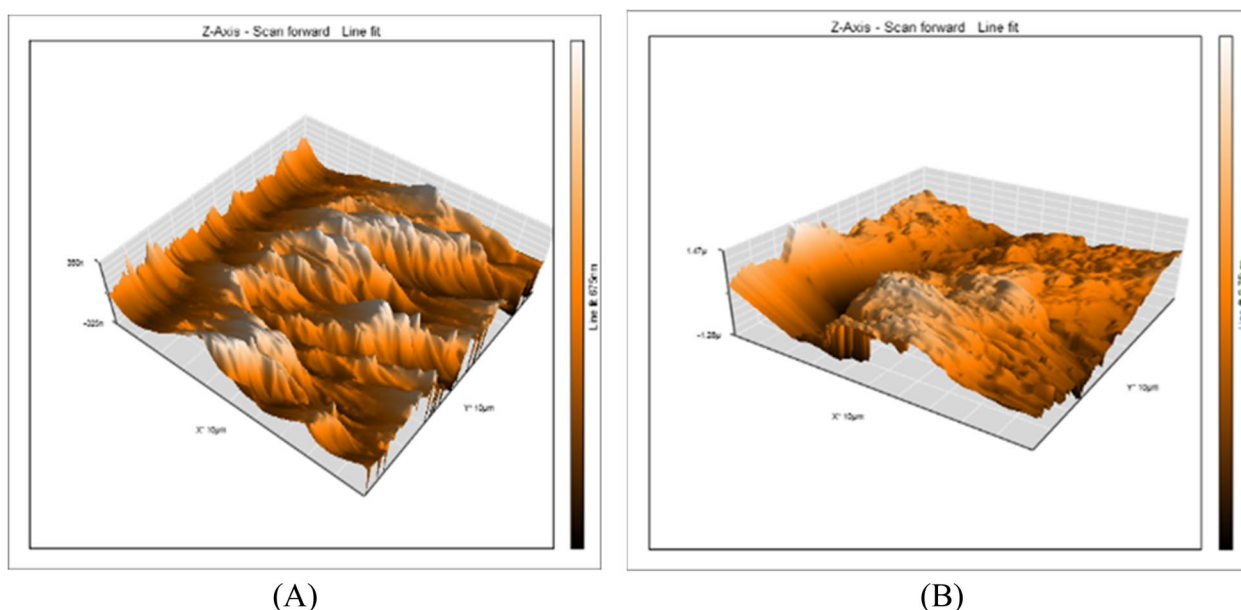 Z-Axis - Scan forward Line fit
350n
-325n
X* 10µm
Y* 10µm
Line fit 675nm
(A)
Z-Axis - Scan forward Line fit
1.47µ
-1.28µ
X* 10µm
Y* 10µm
(B)